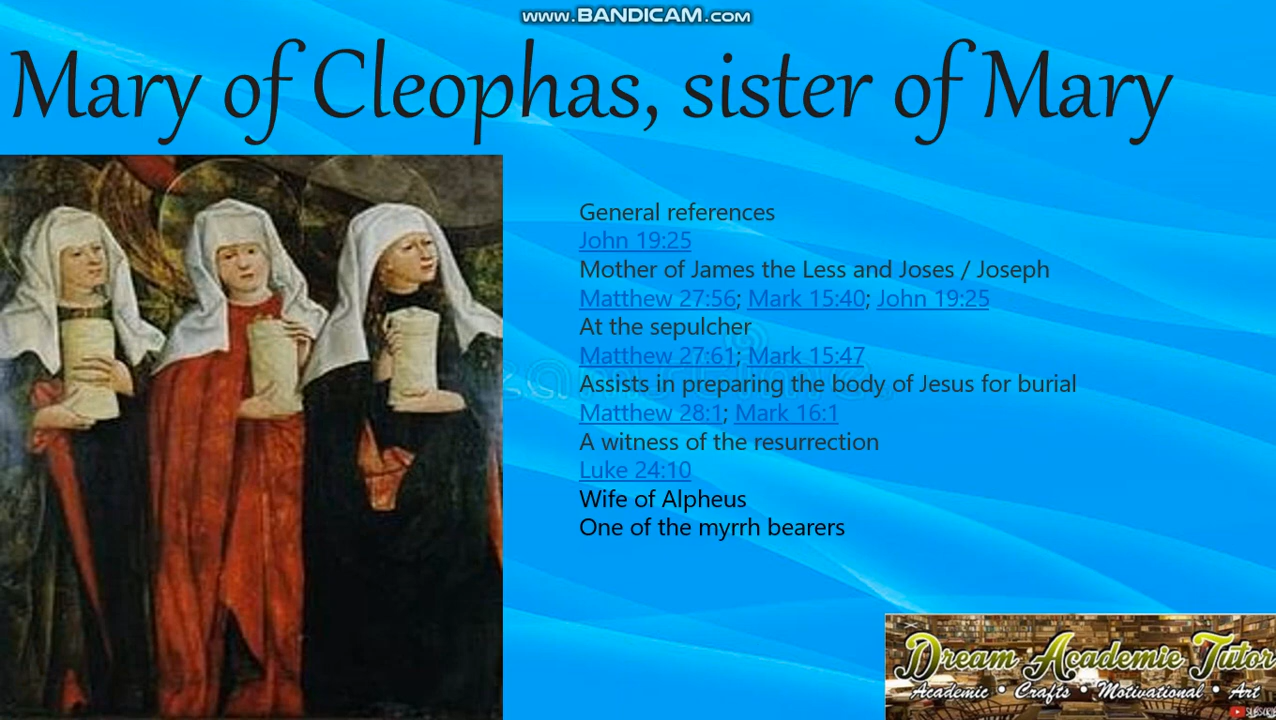 www.BANDICAM.com
Mary of Cleophas, sister of Mary
General references
John 19:25
Mother of James the Less and Joses / Joseph
Matthew 27:56; Mark 15:40; John 19:25
At the sepulcher
Matthew 27:61; Mark 15:47
Assists in preparing the body of Jesus for burial
Matthew 28:1; Mark 16:1
A witness of the resurrection
Luke 24:10
Wife of Alpheus
One of the myrrh bearers
Dream Academic Tutor
Academic • Crafts • Motivational • Art